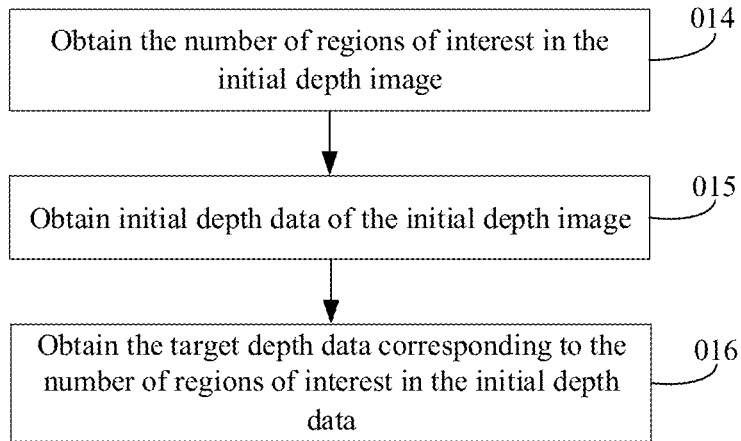 014
Obtain the number of regions of interest in the
initial depth image
015
Obtain initial depth data of the initial depth image
Obtain the target depth data corresponding to the
number of regions of interest in the initial depth
data
016